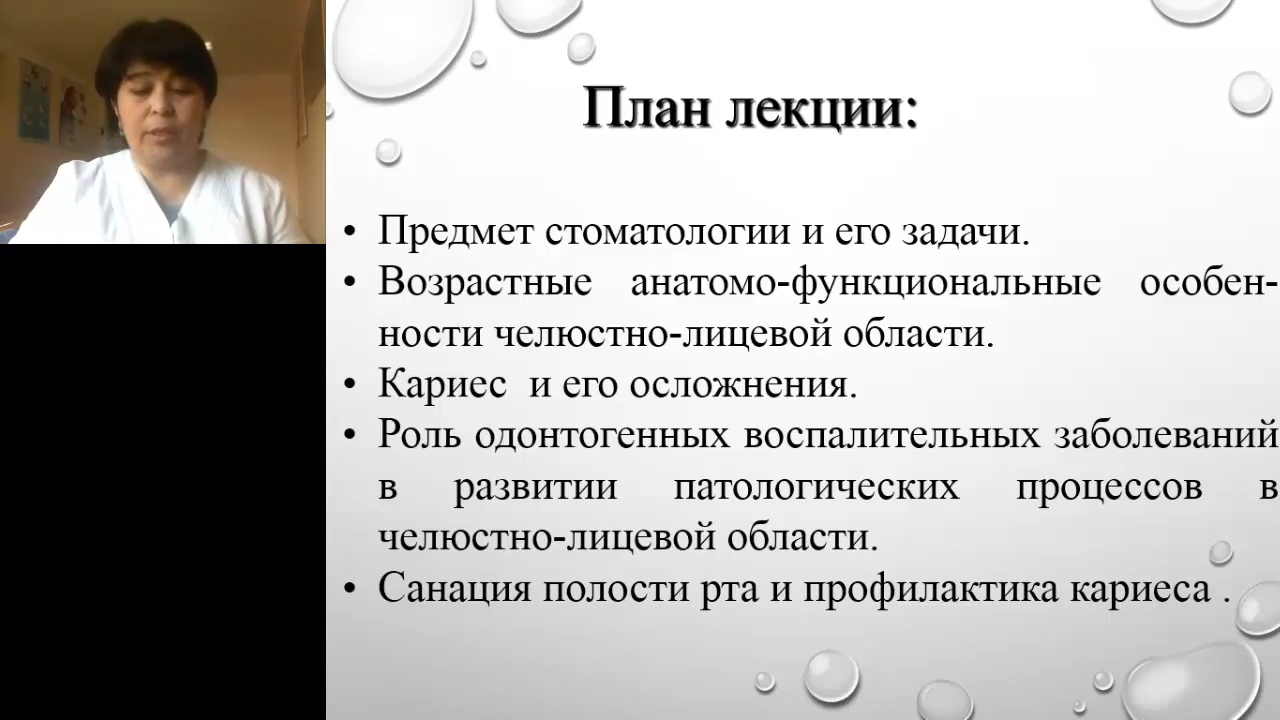 План лекции:
• Предмет стоматологии и его задачи.
• Возрастные анатомо-функциональные особен-
ности челюстно-лицевой области.
• Кариес и его осложнения.
• Роль одонтогенных воспалительных заболеваний
в развитии патологических процессов в
челюстно-лицевой области.
• Санация полости рта и профилактика кариеса .